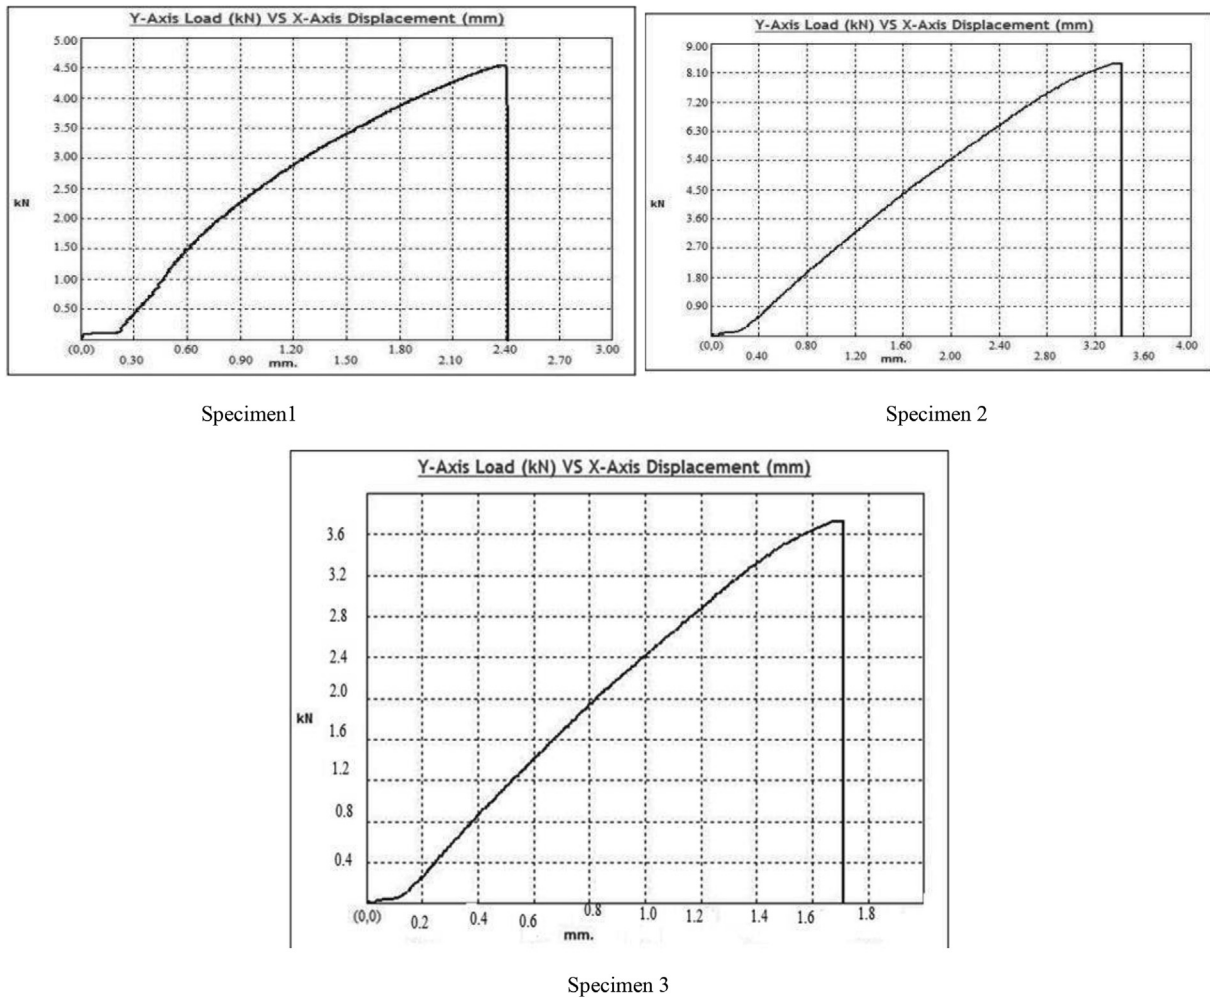 Y-Axis Load (kN) VS X-Axis Displacement (mm)
5.00
4.50
4.00
3.50
3.00
2.50
kN
2.00
1.50
1.00
0.50
(0,0) 0.60 1.20 1.80 2.40 3.00
0.30 0.90 1.50 2.10 2.70
mm.
Specimen1
Y-Axis Load (kN) VS X-Axis Displacement (mm)
9.00
8.10
7.20
6.30
5.40
4.50
kN
3.60
2.70
1.80
0.90
(0,0) 0.80 1.60 2.40 3.20 4.00
0.40 1.20 2.00 2.80 3.60
mm.
Specimen 2
Y-Axis Load (kN) VS X-Axis Displacement (mm)
3.6
3.2
2.8
2.4
2.0
kN
1.6
1.2
0.8
0.4
(0,0) 0.2 0.4 0.6 0.8 1.0 1.2 1.4 1.6 1.8
mm.
Specimen 3